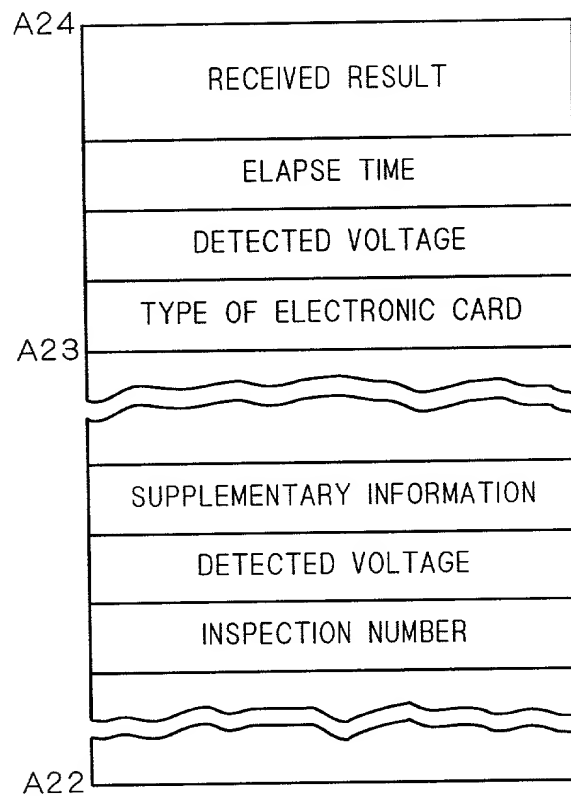 A24
RECEIVED RESULT
ELAPSE TIME
DETECTED VOLTAGE
TYPE OF ELECTRONIC CARD
A23
SUPPLEMENTARY INFORMATION
DETECTED VOLTAGE
INSPECTION NUMBER
A22